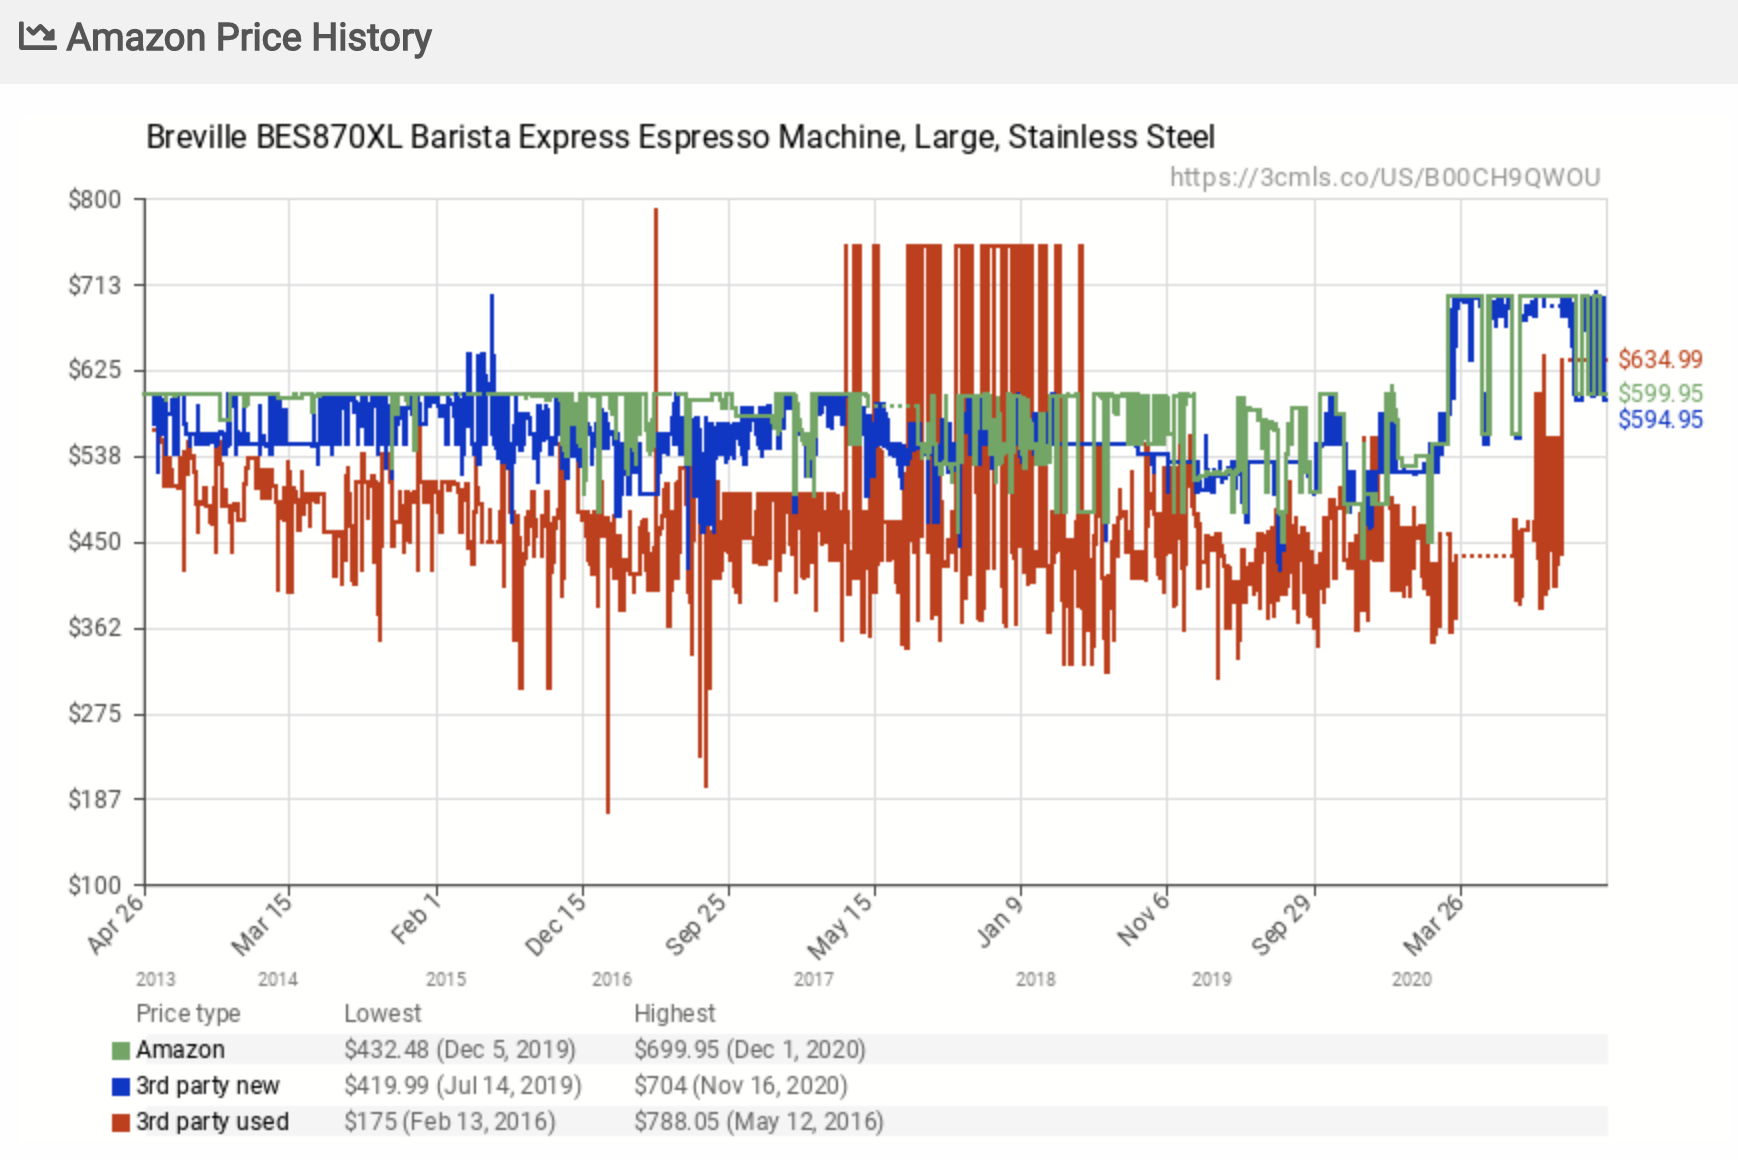 Amazon Price History
Breville BES870XL Barista Express Espresso Machine, Large, Stainless Steel
https://3cmls.co/US/B00CH9QWOU
$800
$713
$625
$538
$450
$362
$275
$187
$100
$634.99
$599.95
$594.95
Apr 26 Mar 15 Feb 1 Dec 15 Sep 25 May 15 Jan 9 Nov 6 Sep 29 Mar 26
2013 2014 2015 2016 2017 2018 2019 2020
Price type Lowest Highest
Amazon $432.48 (Dec 5, 2019) $699.95 (Dec 1, 2020)
3rd party new $419.99 (Jul 14, 2019) $704 (Nov 16, 2020)
3rd party used $175 (Feb 13, 2016) $788.05 (May 12, 2016)